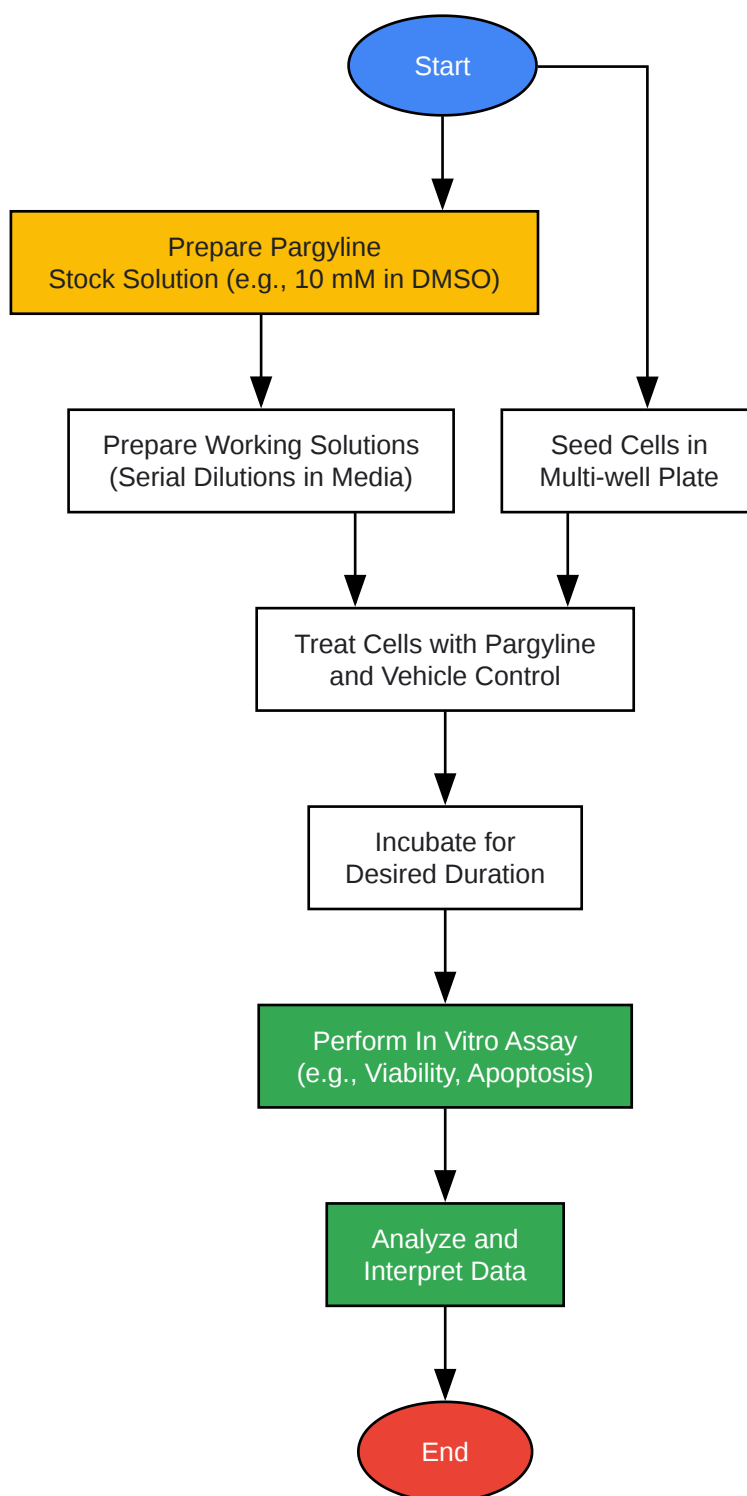 Start
Prepare Pargyline
Stock Solution (e.g., 10 mM in DMSO)
Prepare Working Solutions
(Serial Dilutions in Media)
Seed Cells in
Multi-well Plate
Treat Cells with Pargyline
and Vehicle Control
Incubate for
Desired Duration
Perform In Vitro Assay
(e.g., Viability, Apoptosis)
Analyze and
Interpret Data
End